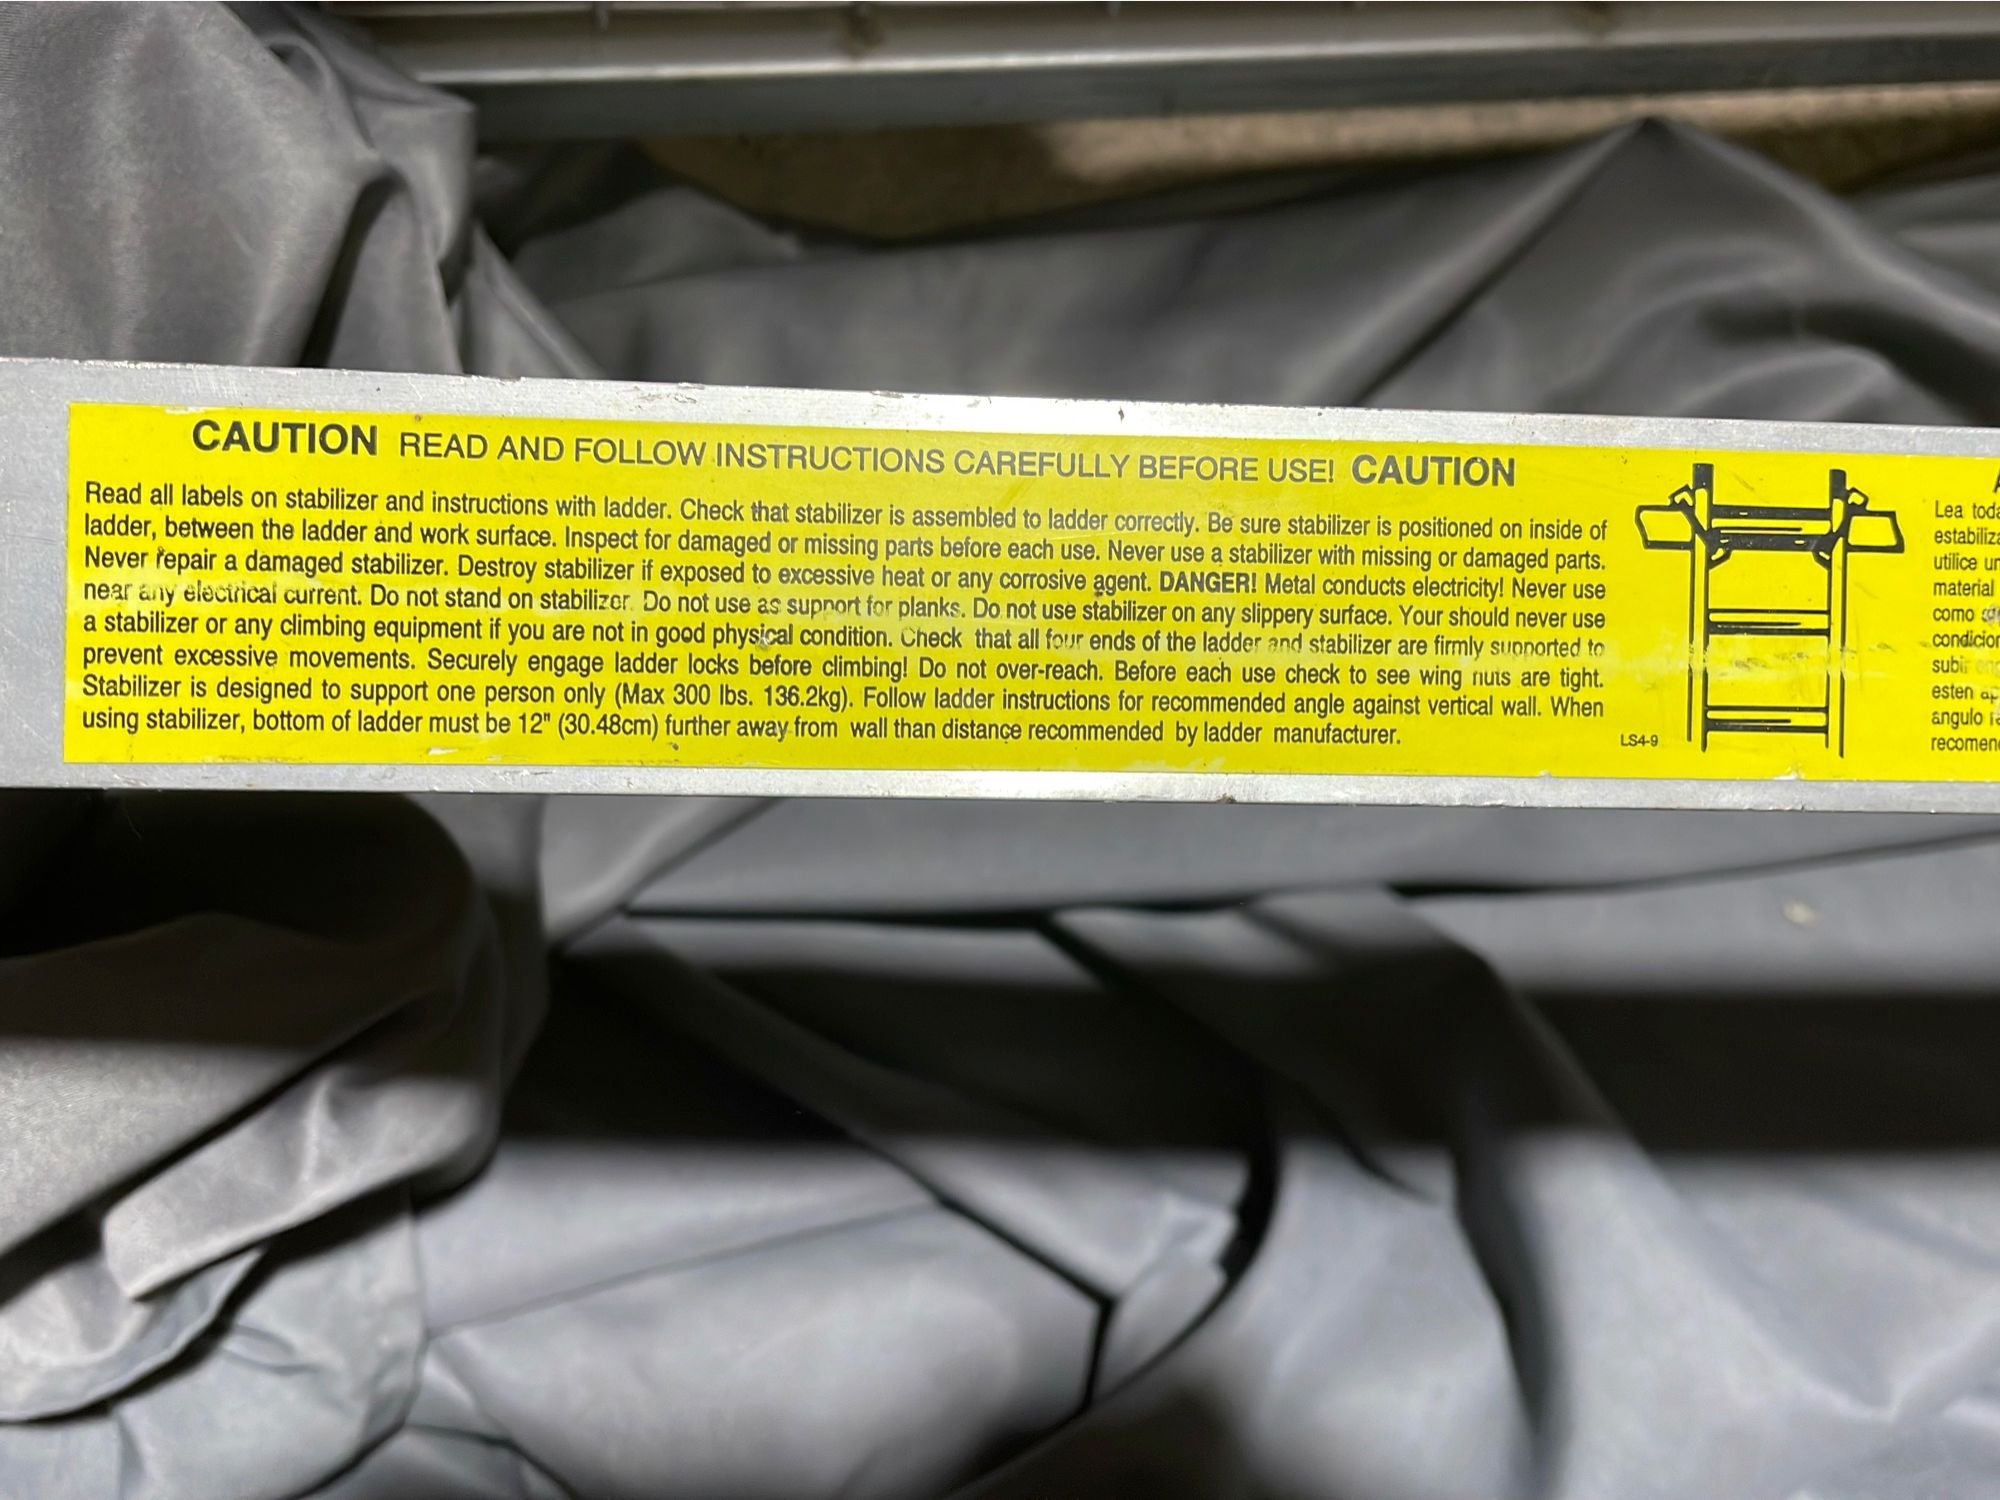 CAUTION READ AND FOLLOW INSTRUCTIONS CAREFULLY BEFORE USE! CAUTION
Read all labels on stabilizer and instructions with ladder. Check that stabilizer is assembled to ladder correctly. Be sure stabilizer is positioned on inside of
ladder, between the ladder and work surface. Inspect for damaged or missing parts before each use. Never use a stabilizer with missing or damaged parts.
Never repair a damaged stabilizer. Destroy stabilizer if exposed to excessive heat or any corrosive agent. DANGER! Metal conducts electricity! Never use
near any electrical current. Do not stand on stabilizer. Do not use as support for planks. Do not use stabilizer on any slippery surface. Your should never use
a stabilizer or any climbing equipment if you are not in good physical condition. Check that all four ends of the ladder and stabilizer are firmly supported to
prevent excessive movements. Securely engage ladder locks before climbing! Do not over-reach. Before each use check to see wing nuts are tight.
Stabilizer is designed to support one person only (Max 300 lbs. 136.2kg). Follow ladder instructions for recommended angle against vertical wall. When
using stabilizer, bottom of ladder must be 12" (30.48cm) further away from wall than distance recommended by ladder manufacturer.
LS4-9
Lea toda
estabiliza
utilice un
material
como
condicion
subir
esten ap
angulo
recomen